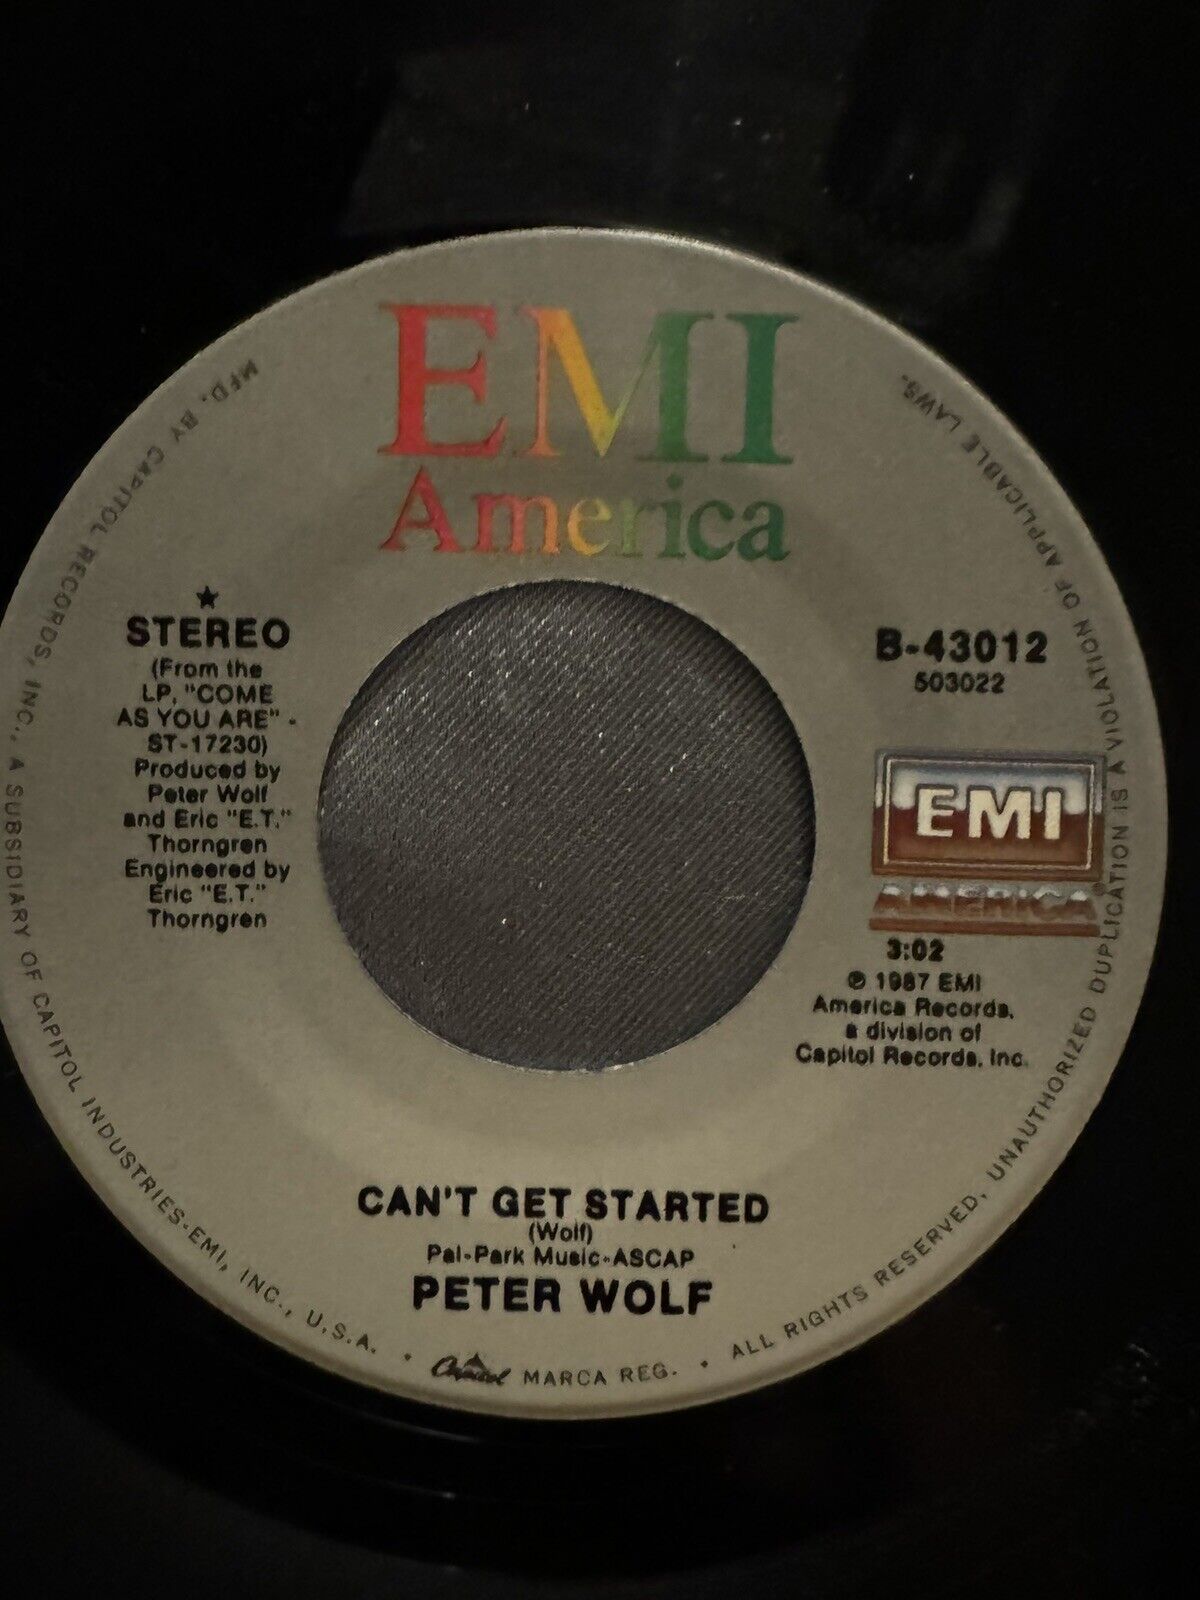 EMI
America
★
STEREO
(From the
LP, "COME
AS YOU ARE" -
ST-17230)
Produced by
Peter Wolf
and Eric "E.T."
Thorngren
Engineered by
Eric "E.T."
Thorngren
B-43012
503022
EMI
AMERICA®
3:02
℗ 1987 EMI
America Records,
a division of
Capitol Records, Inc.
CAN'T GET STARTED
(Wolf)
Pal-Park Music-ASCAP
PETER WOLF
MFD. BY CAPITOL RECORDS, INC., A SUBSIDIARY OF CAPITOL INDUSTRIES-EMI, INC., U.S.A. • Capitol MARCA REG. • ALL RIGHTS RESERVED. UNAUTHORIZED DUPLICATION IS A VIOLATION OF APPLICABLE LAWS.